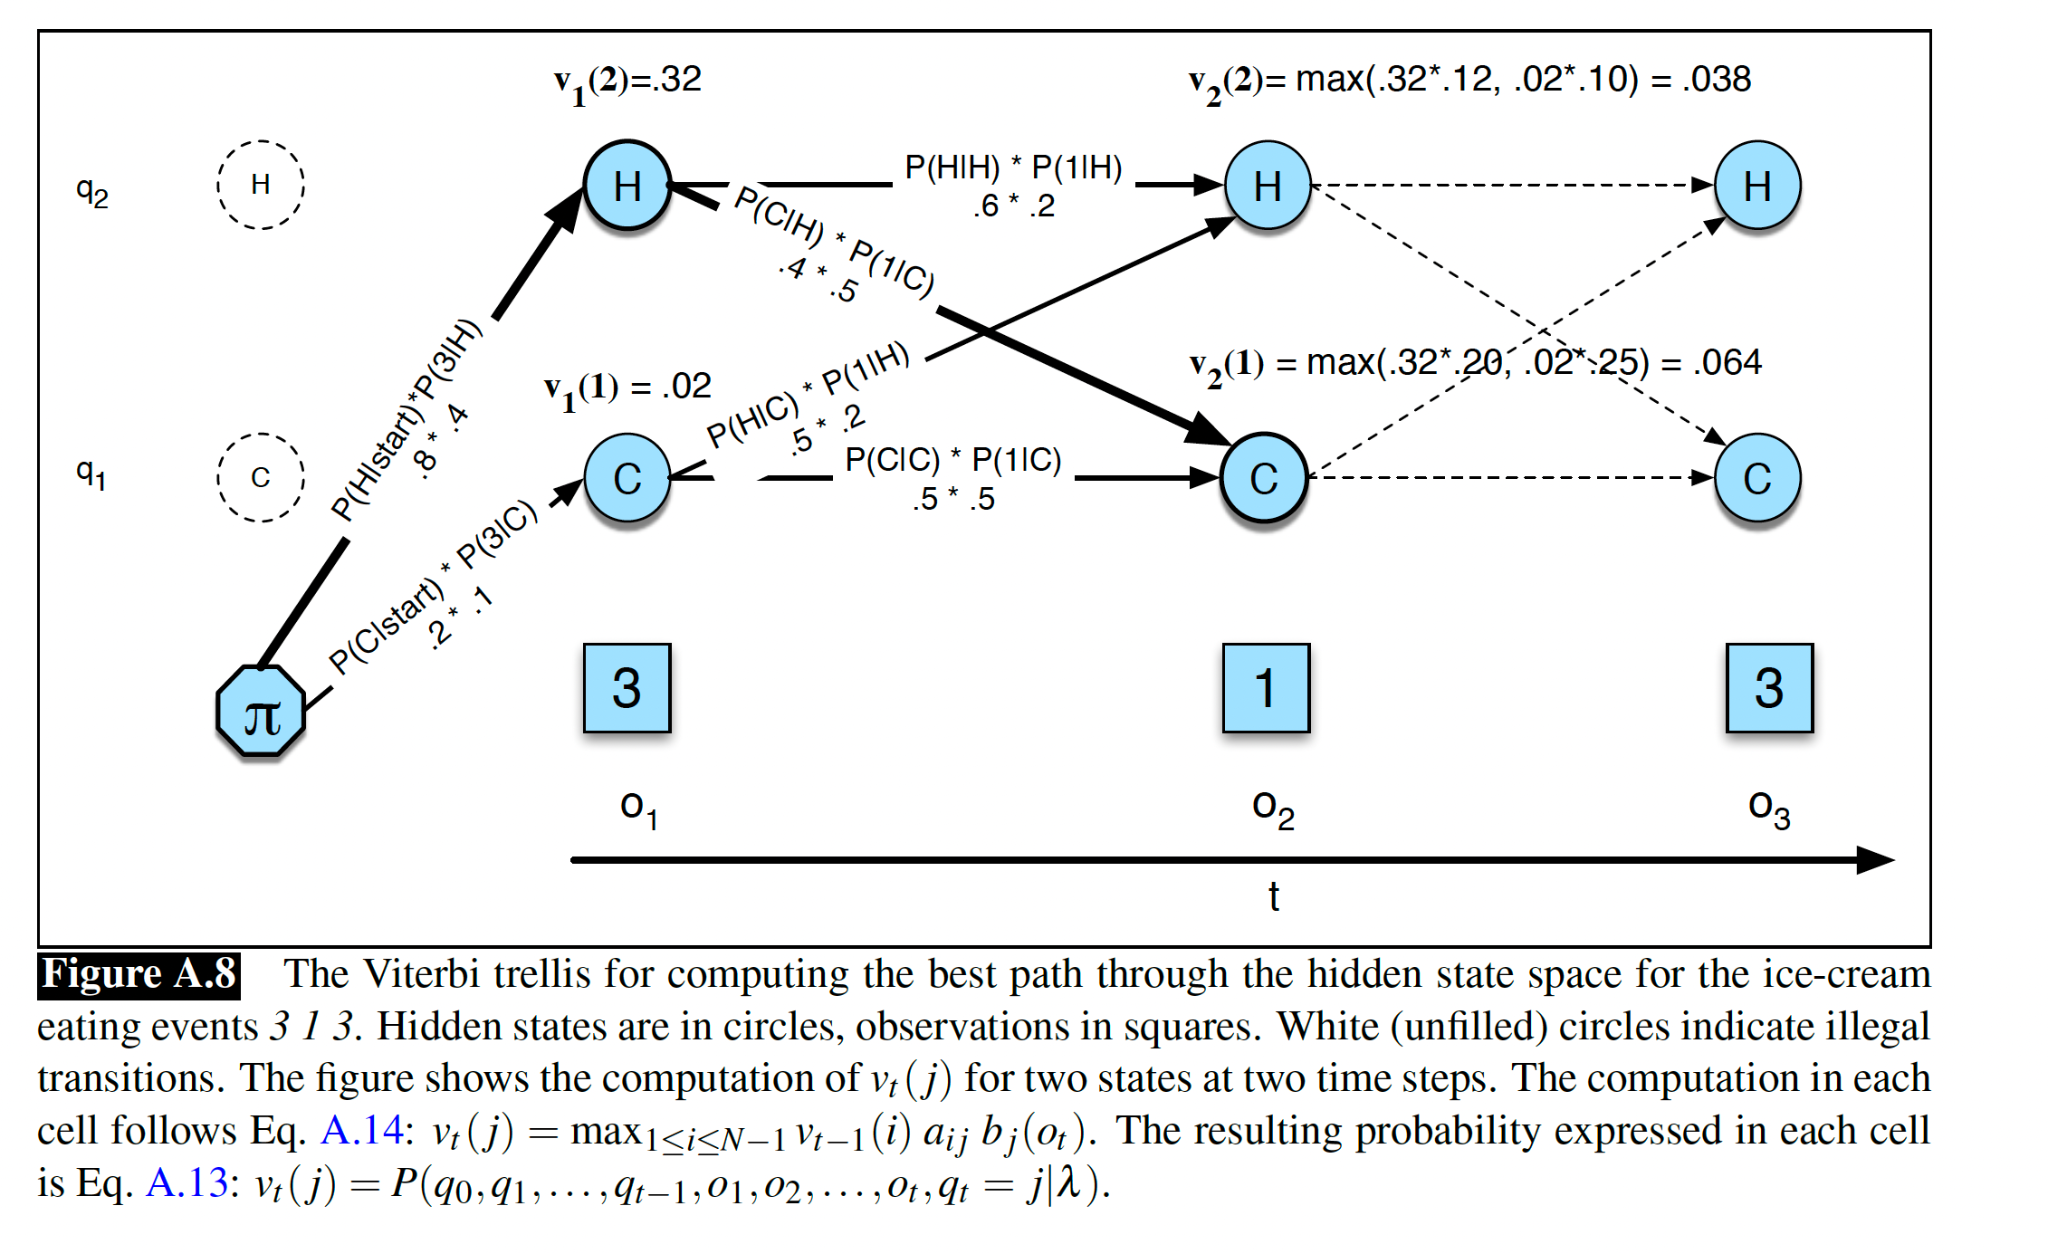 v1(2)=.32
v2(2)= max(.32*.12, .02*.10) = .038
q2
H
H
P(H|H) * P(1|H)
.6 * .2
H
H
P(C|H) * P(1|C)
.4 * .5
P(H|start)*P(3|H)
.8 * .4
v1(1) = .02
P(H|C) * P(1|H)
.5 * .2
v2(1) = max(.32*.20, .02*.25) = .064
q1
C
C
P(C|C) * P(1|C)
.5 * .5
C
C
P(C|start) * P(3|C)
.2 * .1
π
3
1
3
o1
o2
o3
t
Figure A.8 The Viterbi trellis for computing the best path through the hidden state space for the ice-cream
eating events 3 1 3. Hidden states are in circles, observations in squares. White (unfilled) circles indicate illegal
transitions. The figure shows the computation of vt(j) for two states at two time steps. The computation in each
cell follows Eq. A.14: vt(j) = max1≤i≤N−1 vt−1(i) aij bj(ot). The resulting probability expressed in each cell
is Eq. A.13: vt(j) = P(q0,q1,...,qt−1,o1,o2,...,ot,qt = j|λ).